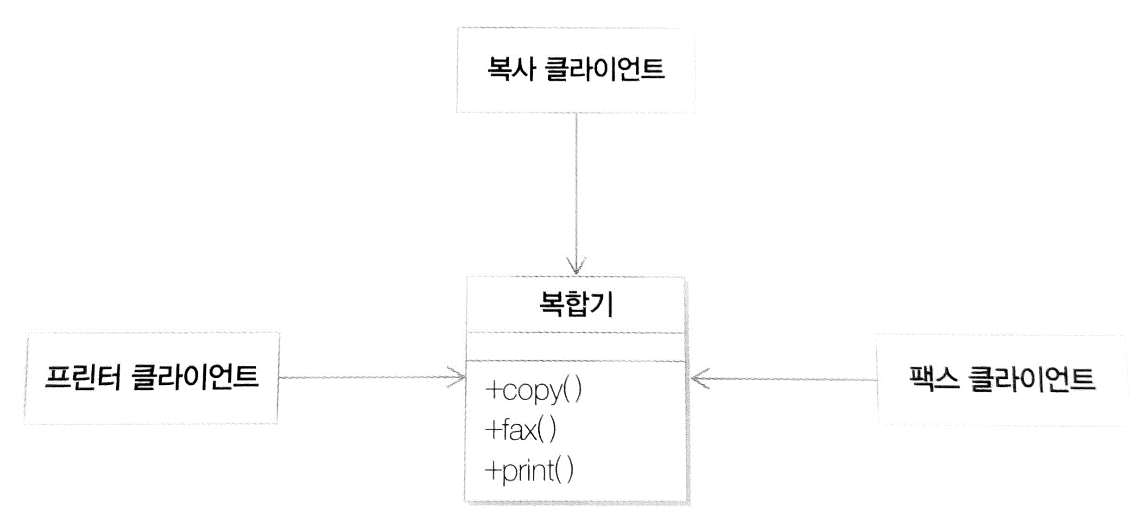 복사 클라이언트
복합기
프린터 클라이언트
팩스 클라이언트
+copy()
+fax()
+print()